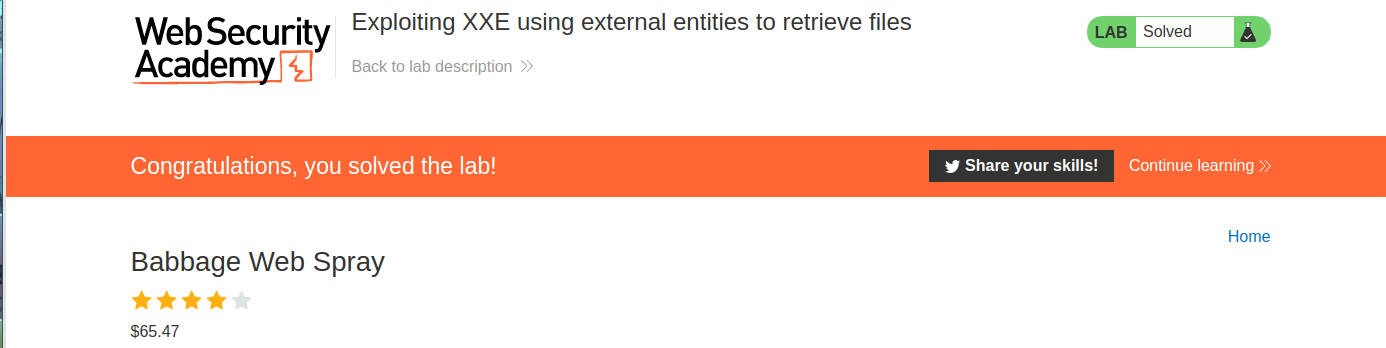 Web Security
Academy
Exploiting XXE using external entities to retrieve files
Back to lab description
LAB Solved
Congratulations, you solved the lab!
Share your skills!
Continue learning
Home
Babbage Web Spray
$65.47